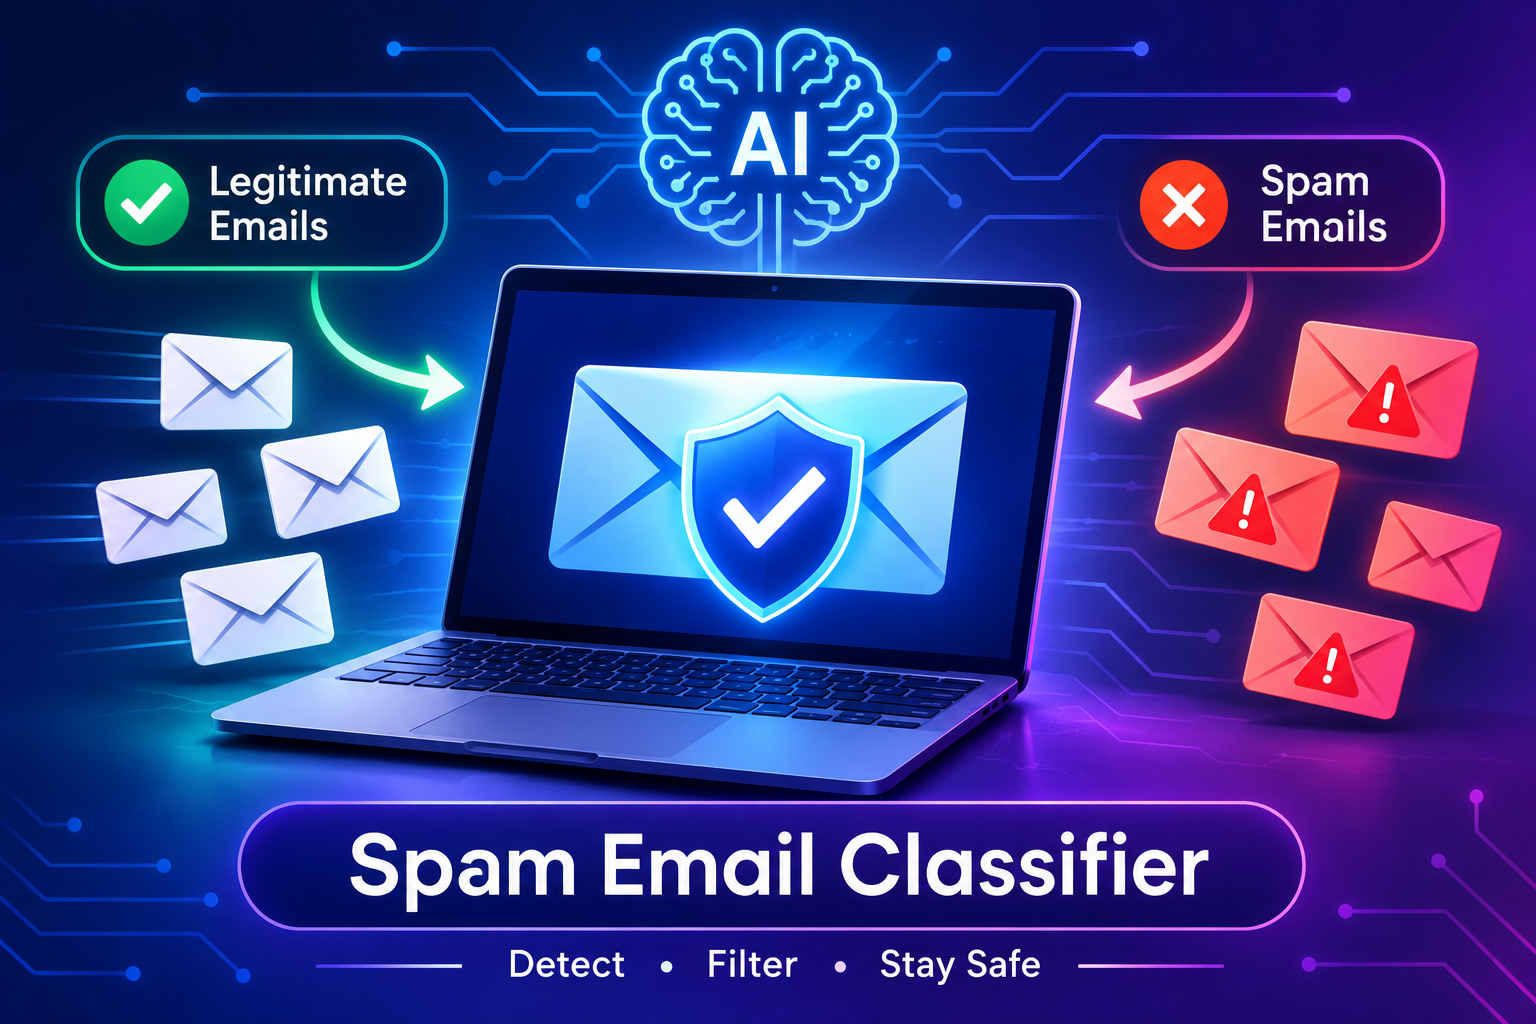 AI
Legitimate
Emails
Spam
Emails
Spam Email Classifier
Detect • Filter • Stay Safe